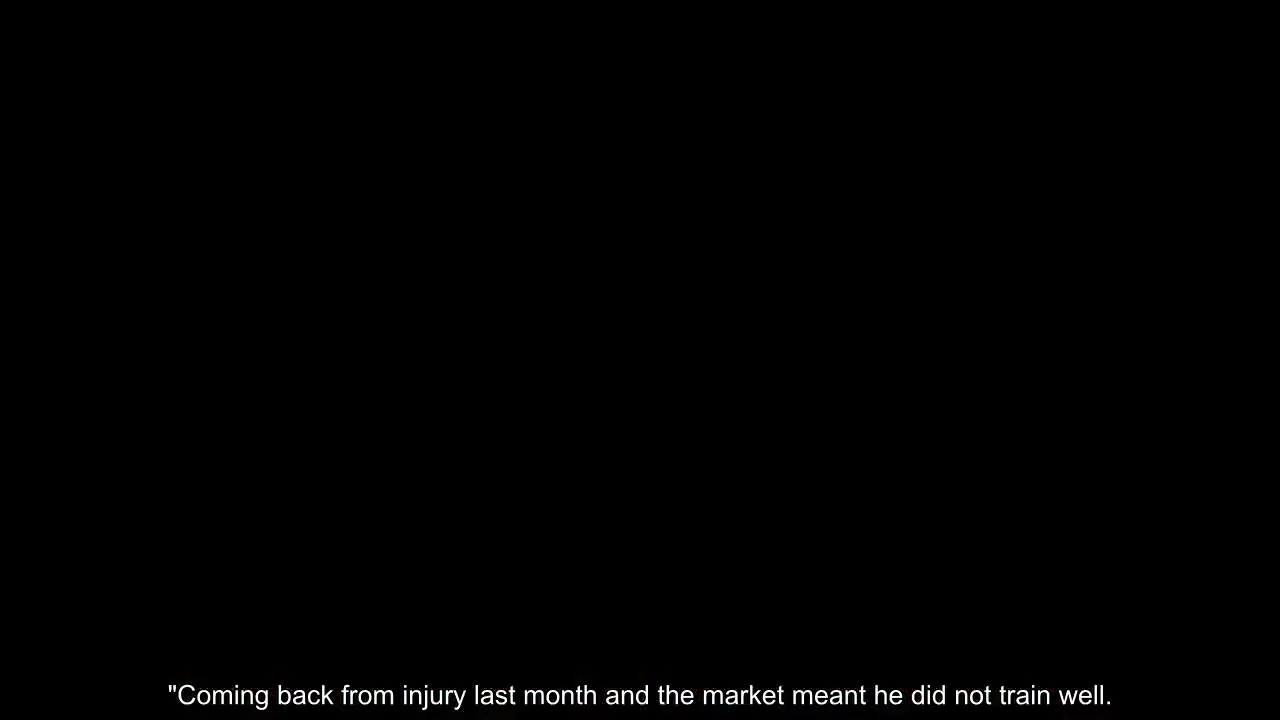 "Coming back from injury last month and the market meant he did not train well.